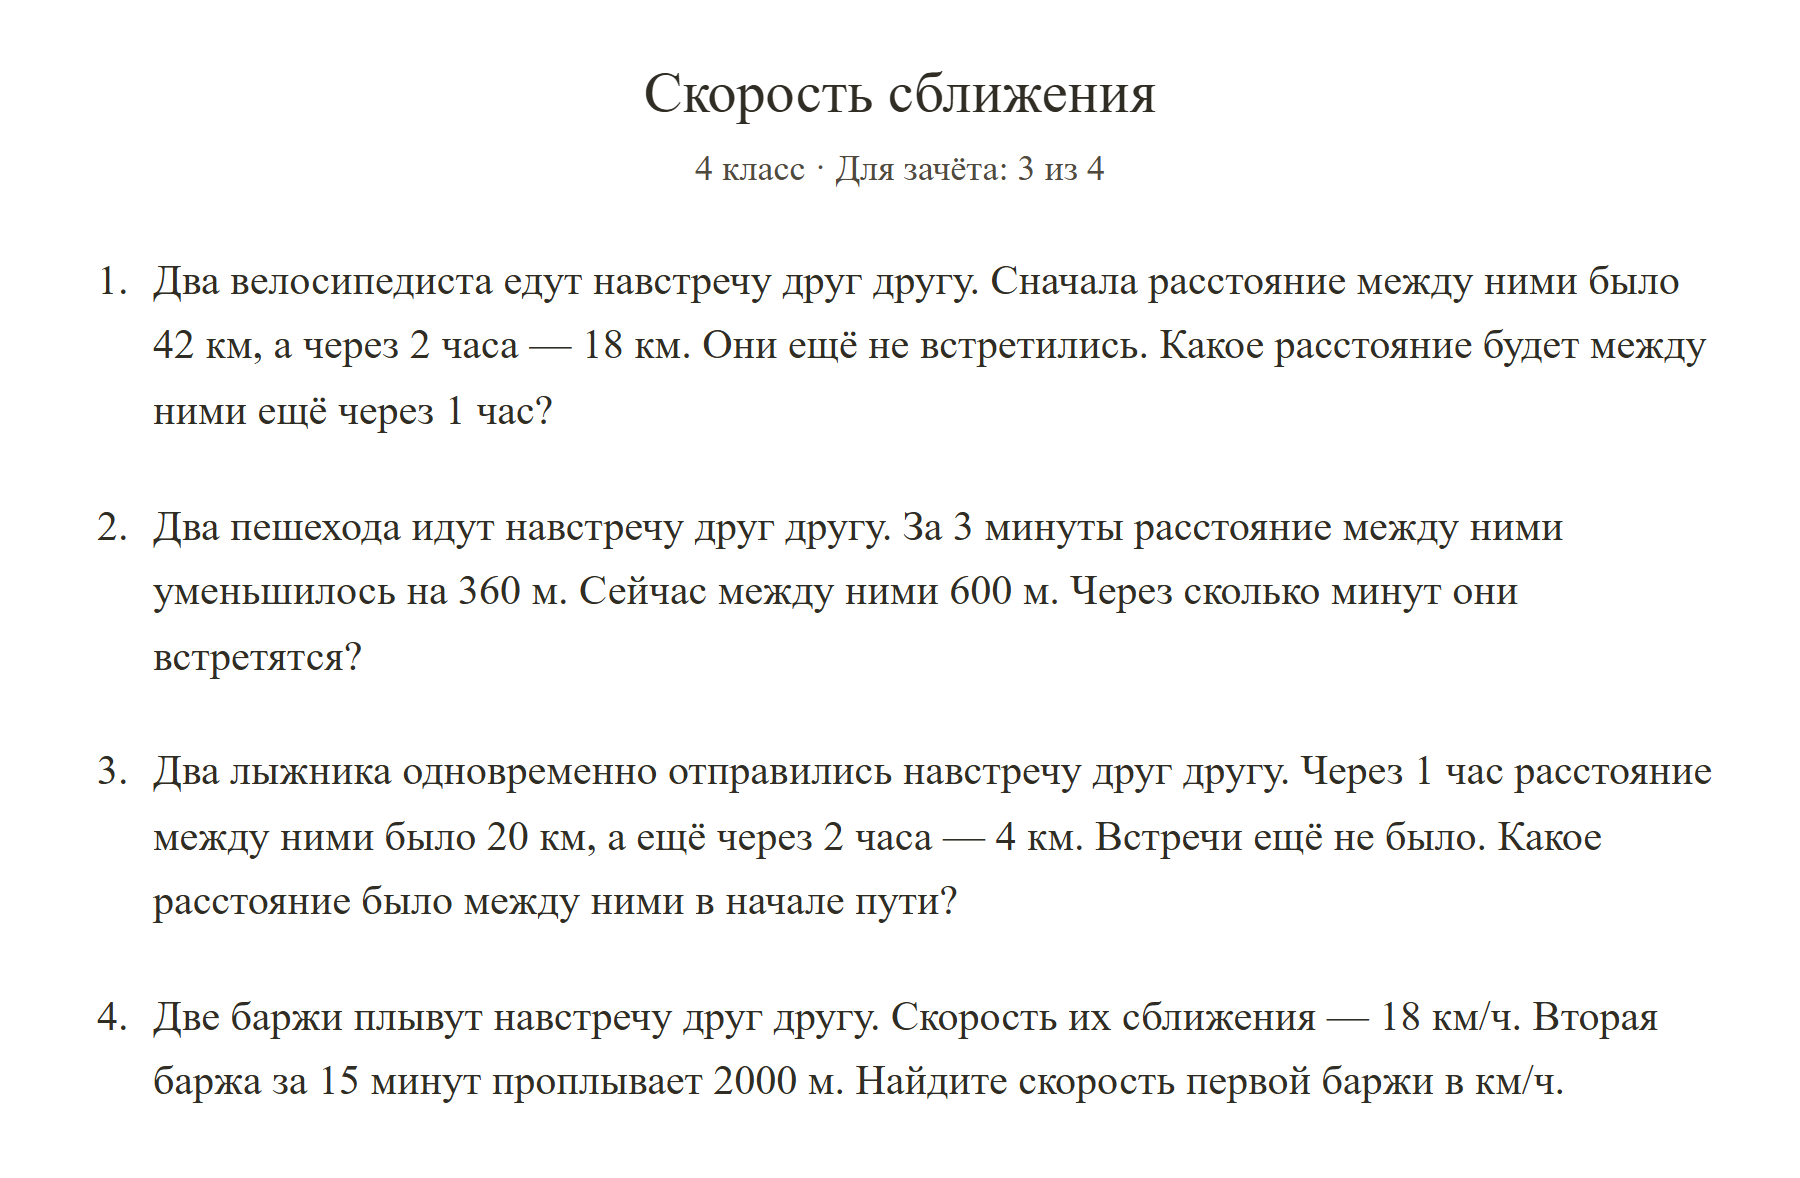 Скорость сближения
4 класс · Для зачёта: 3 из 4
1. Два велосипедиста едут навстречу друг другу. Сначала расстояние между ними было
42 км, а через 2 часа — 18 км. Они ещё не встретились. Какое расстояние будет между
ними ещё через 1 час?
2. Два пешехода идут навстречу друг другу. За 3 минуты расстояние между ними
уменьшилось на 360 м. Сейчас между ними 600 м. Через сколько минут они
встретятся?
3. Два лыжника одновременно отправились навстречу друг другу. Через 1 час расстояние
между ними было 20 км, а ещё через 2 часа — 4 км. Встречи ещё не было. Какое
расстояние было между ними в начале пути?
4. Две баржи плывут навстречу друг другу. Скорость их сближения — 18 км/ч. Вторая
баржа за 15 минут проплывает 2000 м. Найдите скорость первой баржи в км/ч.